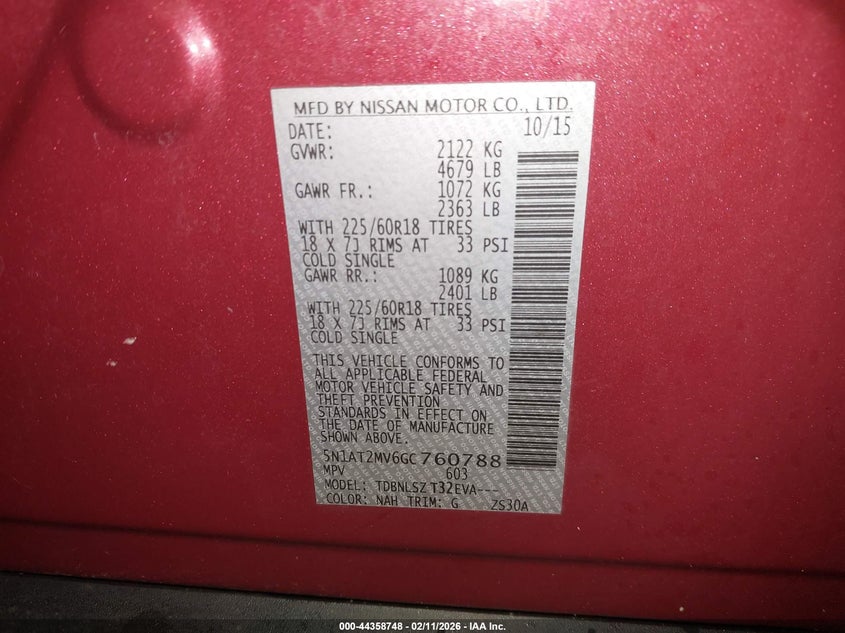 MFD BY NISSAN MOTOR CO., LTD.
DATE: 10/15
GVWR: 2122 KG
4679 LB
GAWR FR.: 1072 KG
2363 LB
WITH 225/60R18 TIRES
18 X 7J RIMS AT 33 PSI
COLD SINGLE
GAWR RR.: 1089 KG
2401 LB
WITH 225/60R18 TIRES
18 X 7J RIMS AT 33 PSI
COLD SINGLE
THIS VEHICLE CONFORMS TO
ALL APPLICABLE FEDERAL
MOTOR VEHICLE SAFETY AND
THEFT PREVENTION
STANDARDS IN EFFECT ON
THE DATE OF MANUFACTURE
SHOWN ABOVE.
5N1AT2MV6GC760788
MPV 603
MODEL: TDBNLSZ T32EVA---
COLOR: NAH TRIM: G ZS30A
000-44358748 - 02/11/2026 - IAA Inc.